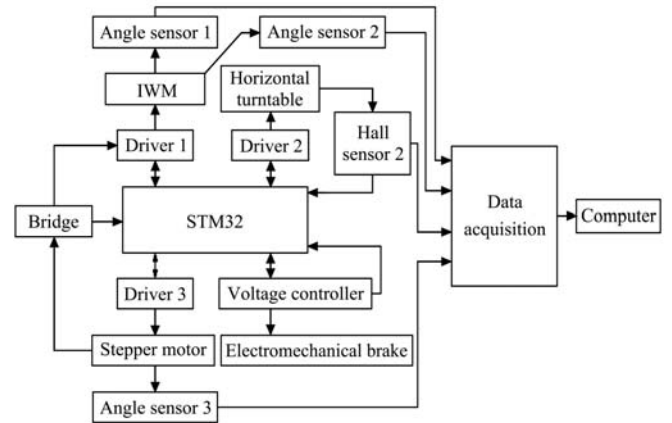 Angle sensor 1
Angle sensor 2
IWM
Horizontal
turntable
Driver 1
Driver 2
Hall
sensor 2
Bridge
STM32
Data
acquisition
Computer
Driver 3
Voltage controller
Stepper motor
Electromechanical brake
Angle sensor 3